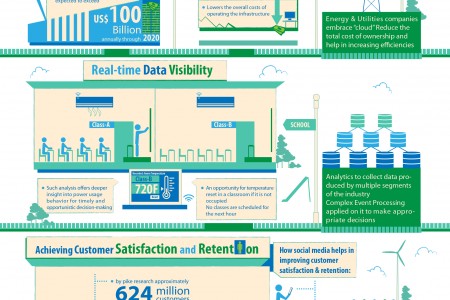 expected to exceed
US$ 100
Billion
annually through 2020
Lowers the overall costs of
operating the infrastructure
Energy & Utilities companies
embrace "cloud" Reduce the
total cost of ownership and
help in increasing efficiencies
Real-time Data Visibility
Class-A
Class-B
SCHOOL
Class-B
720F
Such analysis offers deeper
insight into power usage
behavior for timely and
opportunistic decision-making
An opportunity for temperature
reset in a classroom if it is not
occupied
No classes are scheduled for
the next hour
Analytics to collect data pro
duced by multiple segments
of the industry
Complex Event Processing
applied on it to make appro-
priate decisions
Achieving Customer Satisfaction and Retention
How social media helps in
improving customer
satisfaction & retention:
by pike research approximately
624 million
customers